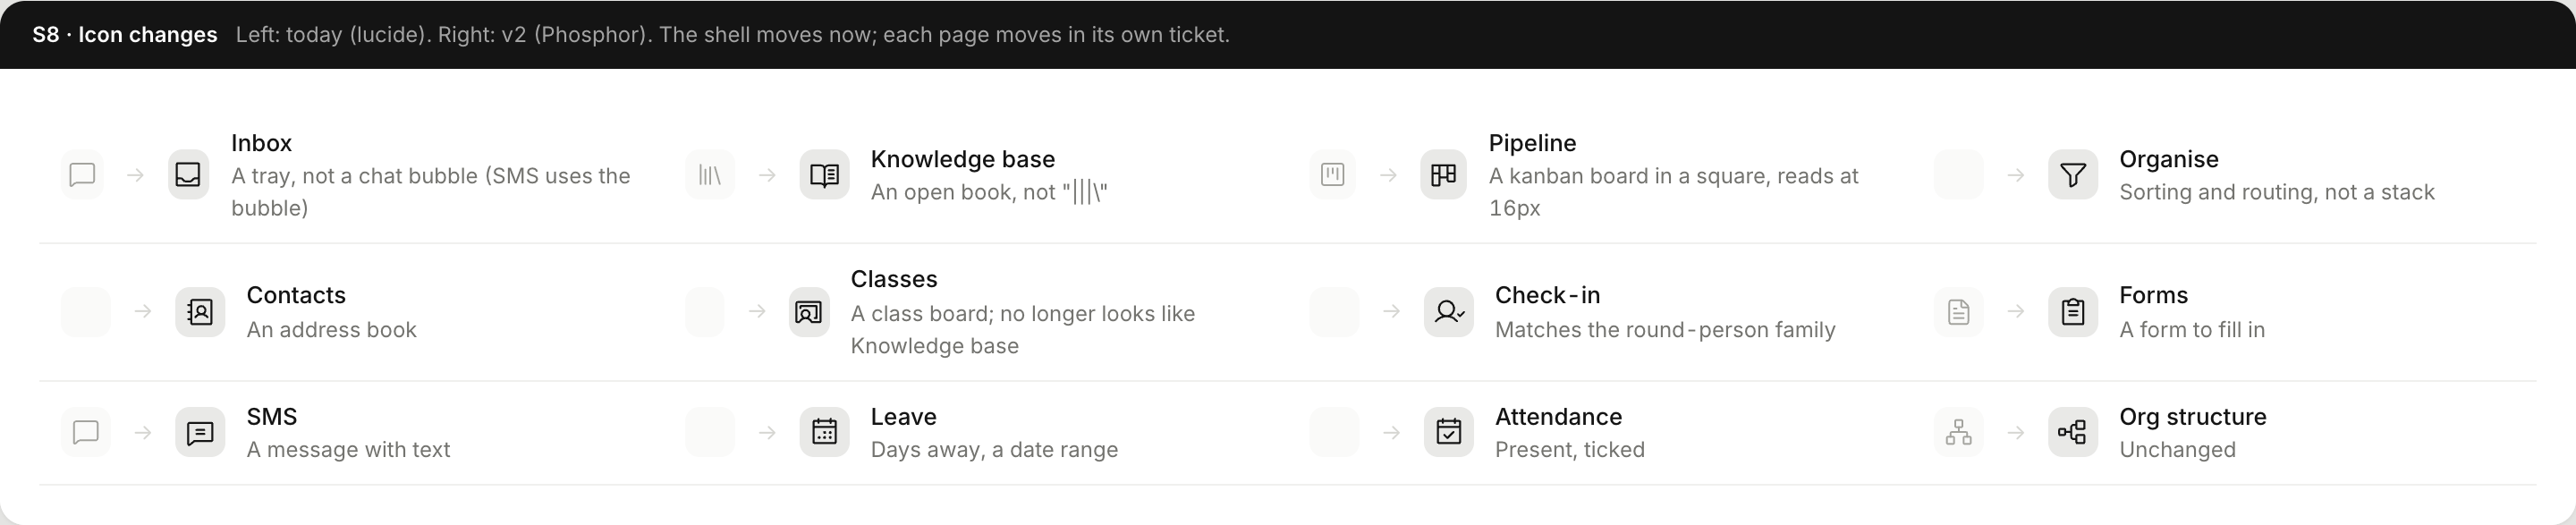 S8 · Icon changes Left: today (lucide). Right: v2 (Phosphor). The shell moves now; each page moves in its own ticket.
Inbox
A tray, not a chat bubble (SMS uses the
bubble)
Knowledge base
An open book, not "|||\"
Pipeline
A kanban board in a square, reads at
16px
Organise
Sorting and routing, not a stack
Contacts
An address book
Classes
A class board; no longer looks like
Knowledge base
Check-in
Matches the round-person family
Forms
A form to fill in
SMS
A message with text
Leave
Days away, a date range
Attendance
Present, ticked
Org structure
Unchanged